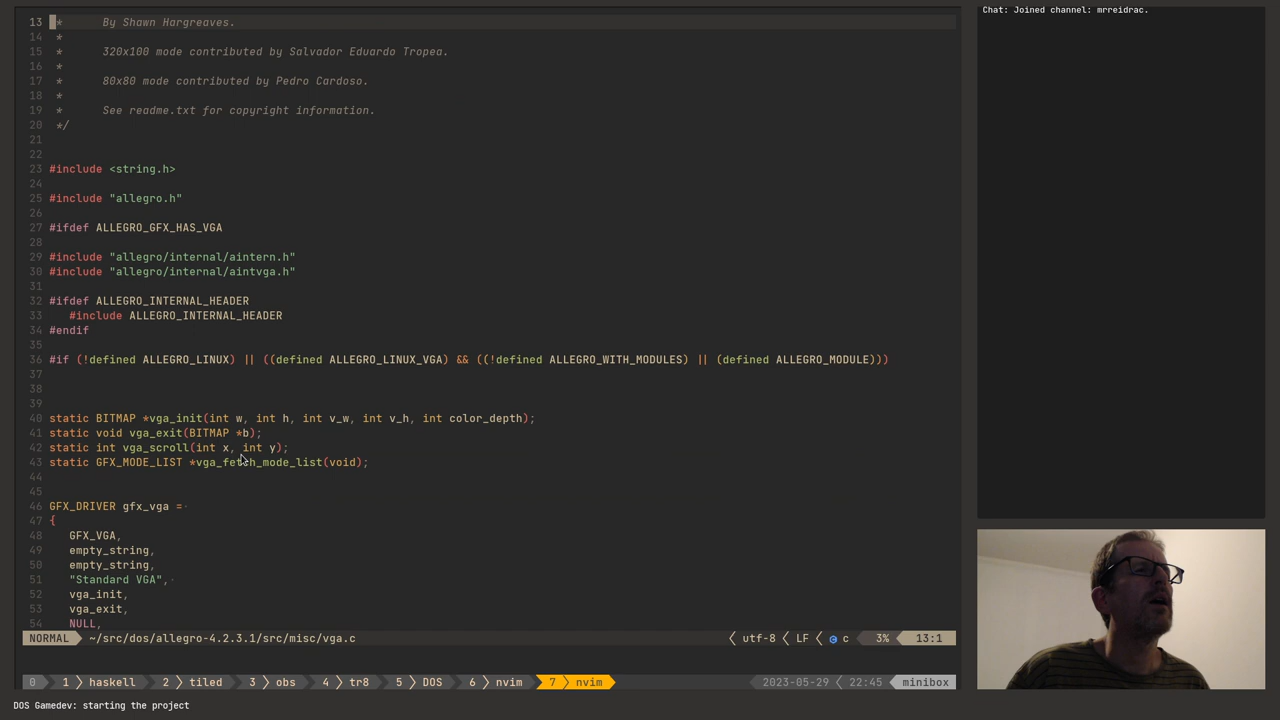 Chat: Joined channel: mrreidrac.
13 * By Shawn Hargreaves.
14 *
15 * 320x100 mode contributed by Salvador Eduardo Tropea.
16 *
17 * 80x80 mode contributed by Pedro Cardoso.
18 *
19 * See readme.txt for copyright information.
20 */
21
22
23 #include <string.h>
24
25 #include "allegro.h"
26
27 #ifdef ALLEGRO_GFX_HAS_VGA
28
29 #include "allegro/internal/aintern.h"
30 #include "allegro/internal/aintvga.h"
31
32 #ifdef ALLEGRO_INTERNAL_HEADER
33 #include ALLEGRO_INTERNAL_HEADER
34 #endif
35
36 #if (!defined ALLEGRO_LINUX) || ((defined ALLEGRO_LINUX_VGA) && ((!defined ALLEGRO_WITH_MODULES) || (defined ALLEGRO_MODULE)))
37
38
39
40 static BITMAP *vga_init(int w, int h, int v_w, int v_h, int color_depth);
41 static void vga_exit(BITMAP *b);
42 static int vga_scroll(int x, int y);
43 static GFX_MODE_LIST *vga_fetch_mode_list(void);
44
45
46 GFX_DRIVER gfx_vga =
47 {
48 GFX_VGA,
49 empty_string,
50 empty_string,
51 "Standard VGA",
52 vga_init,
53 vga_exit,
54 NULL,
NORMAL ~/src/dos/allegro-4.2.3.1/src/misc/vga.c utf-8 LF c 3% 13:1
0 1 haskell 2 tiled 3 obs 4 tr8 5 DOS 6 nvim 7 nvim 2023-05-29 22:45 minibox
DOS Gamedev: starting the project